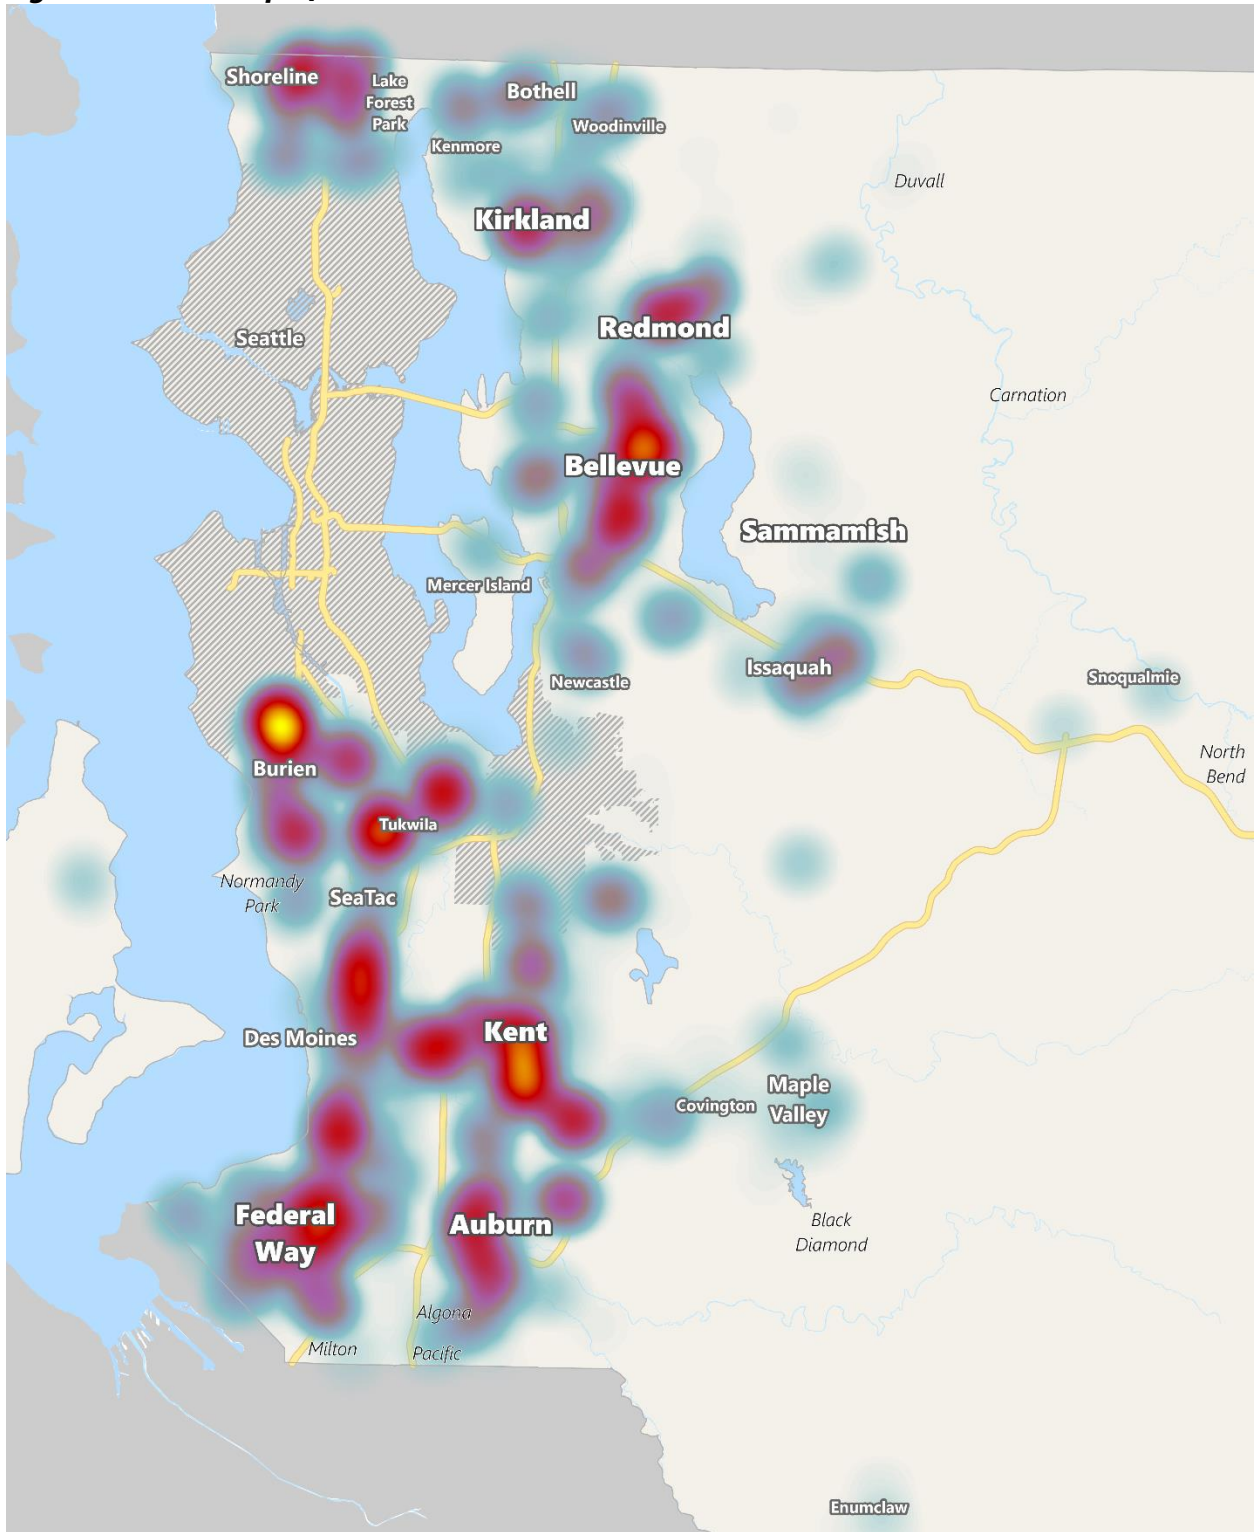 Shoreline
Lake
Forest
Park
Bothell
Woodinville
Kenmore
Duvall
Kirkland
Redmond
Seattle
Carnation
Bellevue
Sammamish
Mercer Island
Issaquah
Newcastle
Snoqualmie
North
Bend
Burien
Tukwila
Normandy
Park
SeaTac
Des Moines
Kent
Maple
Valley
Covington
Federal
Way
Auburn
Black
Diamond
Algona
Milton
Pacific
Enumclaw